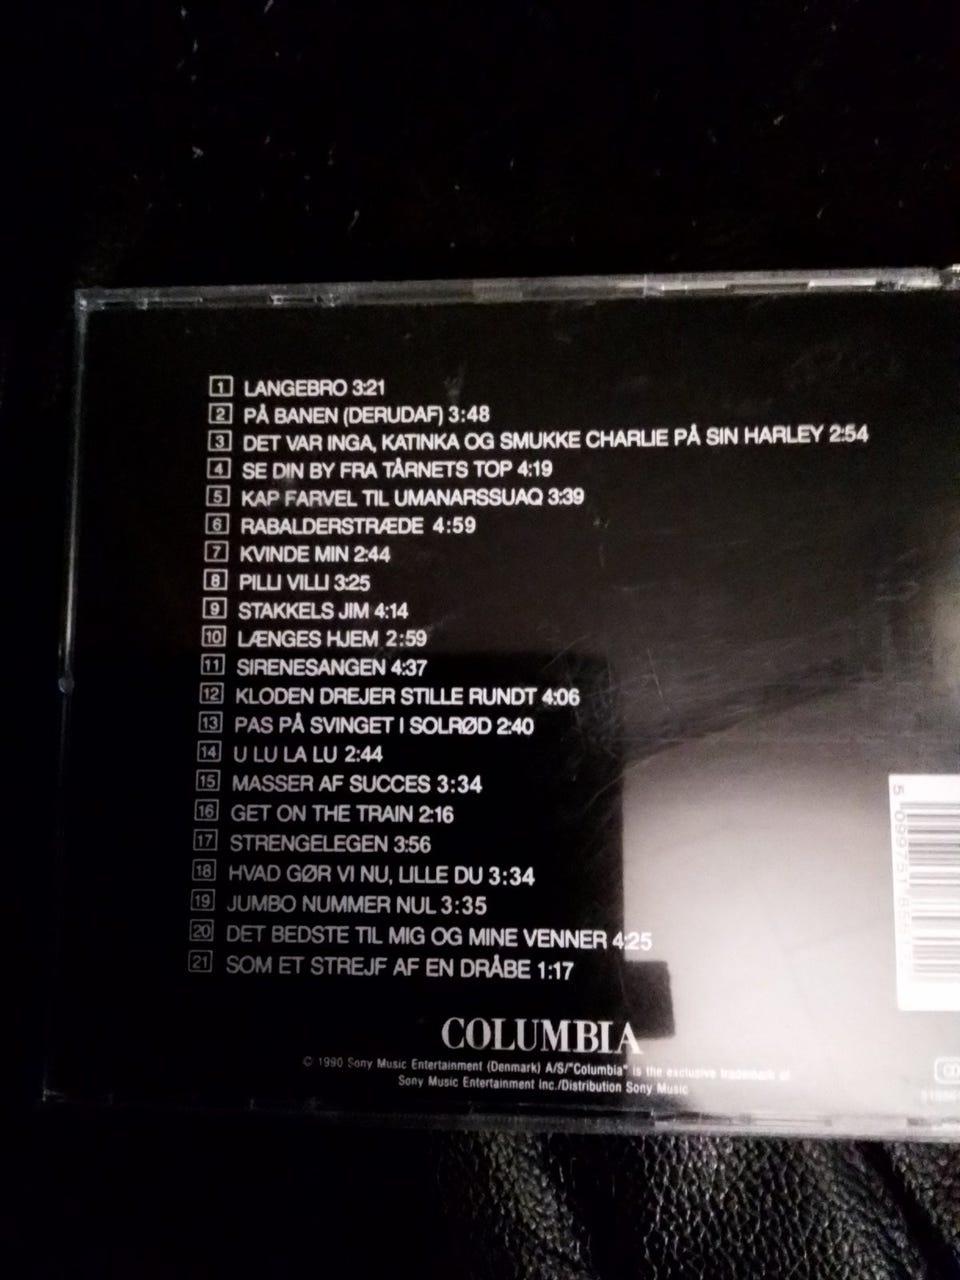 1 LANGEBRO 3:21
2 PÅ BANEN (DERUDAF) 3:48
3 DET VAR INGA, KATINKA OG SMUKKE CHARLIE PÅ SIN HARLEY 2:54
4 SE DIN BY FRA TÅRNETS TOP 4:19
5 KAP FARVEL TIL UMANARSSUAQ 3:39
6 RABALDERSTRÆDE 4:59
7 KVINDE MIN 2:44
8 PILLI VILLI 3:25
9 STAKKELS JIM 4:14
10 LÆNGES HJEM 2:59
11 SIRENESANGEN 4:37
12 KLODEN DREJER STILLE RUNDT 4:06
13 PAS PÅ SVINGET I SOLRØD 2:40
14 U LU LA LU 2:44
15 MASSER AF SUCCES 3:34
16 GET ON THE TRAIN 2:16
17 STRENGELEGEN 3:56
18 HVAD GØR VI NU, LILLE DU 3:34
19 JUMBO NUMMER NUL 3:35
20 DET BEDSTE TIL MIG OG MINE VENNER 4:25
21 SOM ET STREJF AF EN DRÅBE 1:17
COLUMBIA
© 1990 Sony Music Entertainment (Denmark) A/S/"Columbia" is the exclusive trademark of
Sony Music Entertainment Inc./Distribution Sony Music